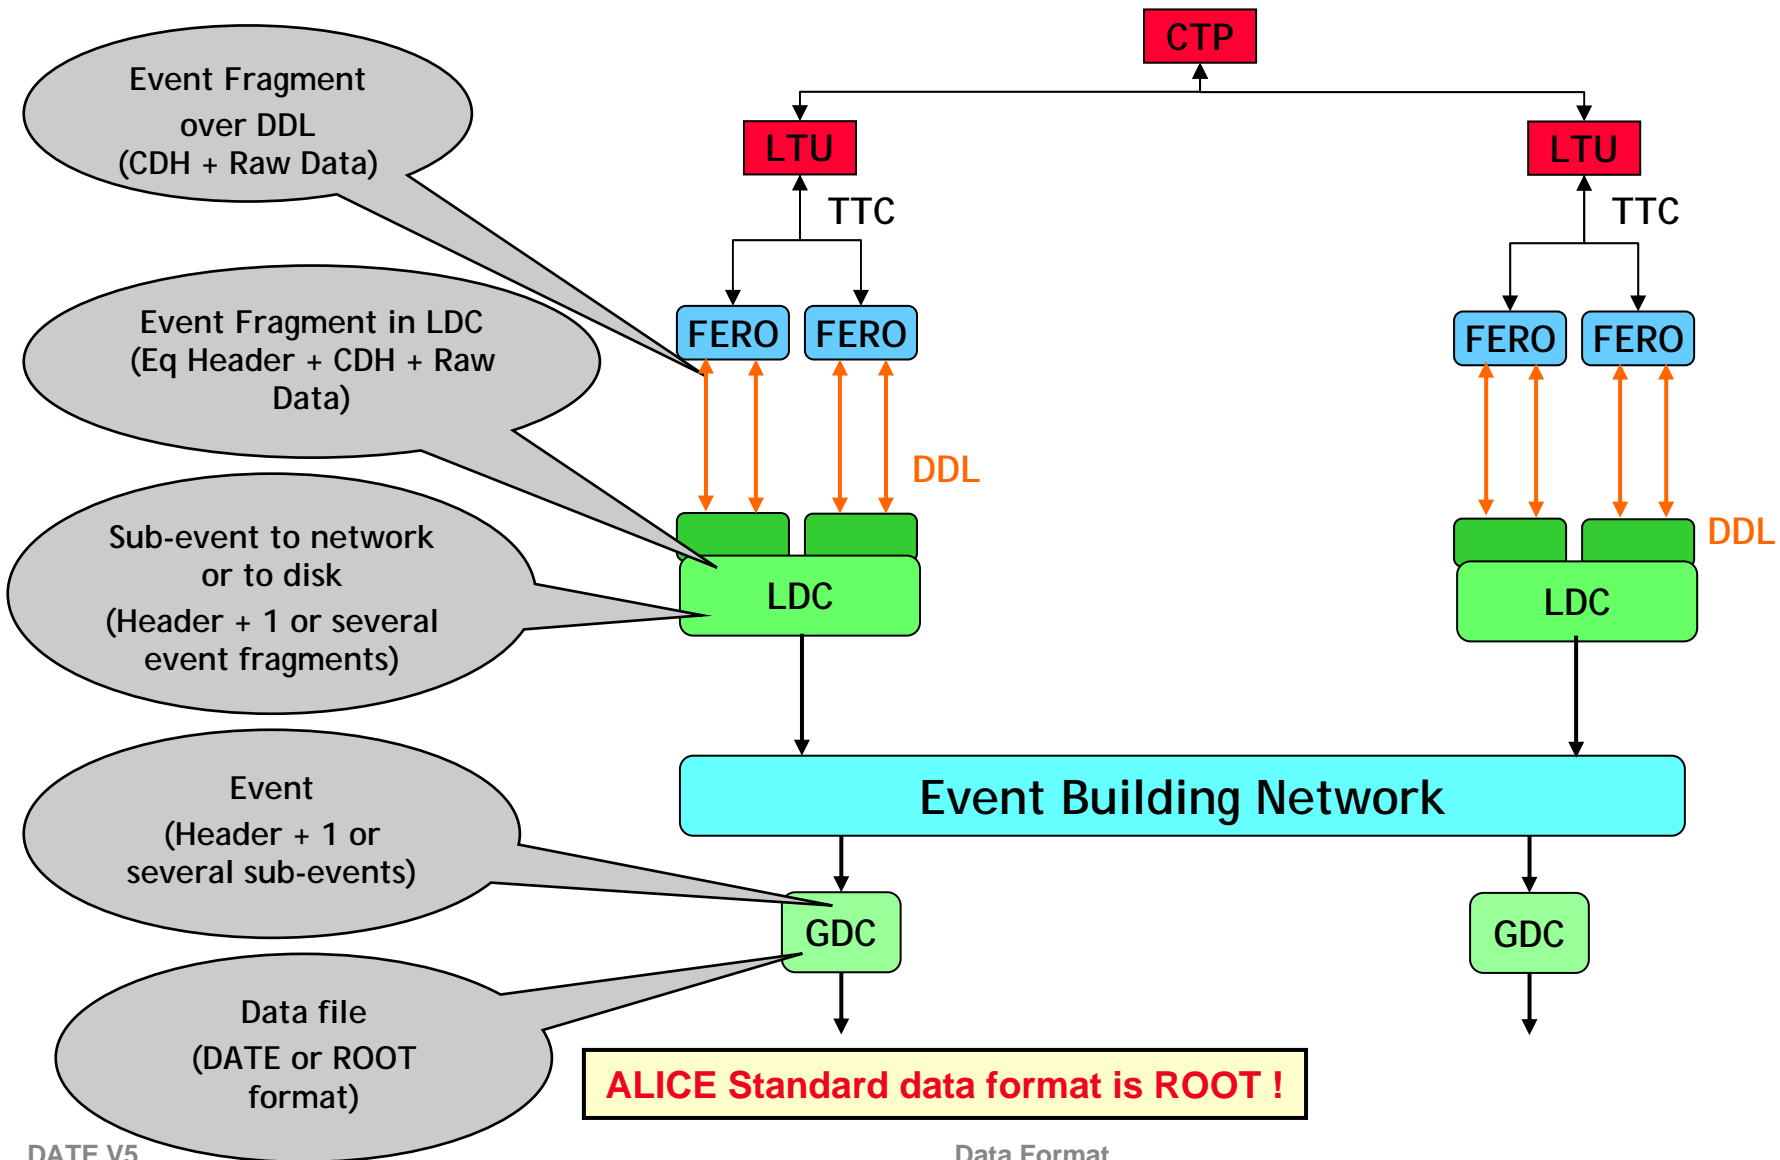 CTP
Event Fragment
over DDL
(CDH + Raw Data)
LTU
LTU
TTC
TTC
Event Fragment in LDC
(Eq Header + CDH + Raw
Data)
FERO
FERO
FERO
FERO
DDL
DDL
Sub-event to network
or to disk
(Header + 1 or several
event fragments)
LDC
LDC
Event
(Header + 1 or
several sub-events)
Event Building Network
GDC
GDC
Data file
(DATE or ROOT
format)
ALICE Standard data format is ROOT !
DATE V5
Data Format